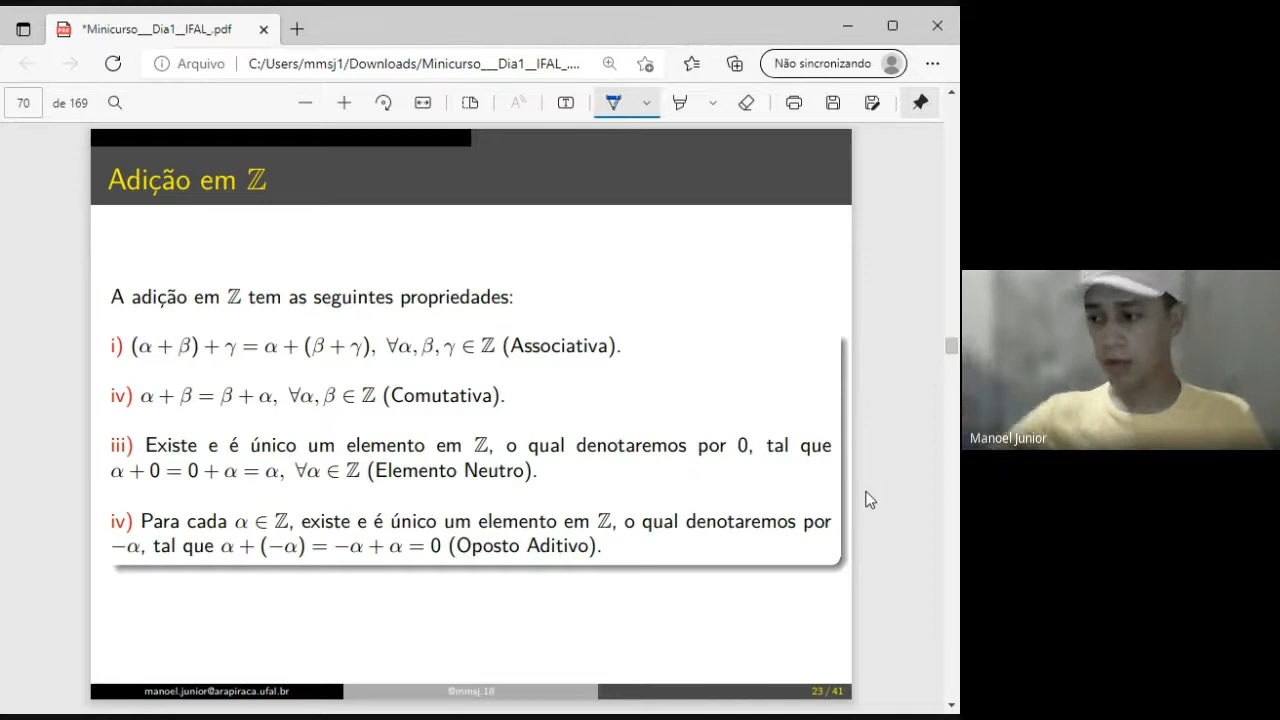 *Minicurso___Dia1__IFAL_.pdf
Arquivo
C:/Users/mmsj1/Downloads/Minicurso___Dia1__IFAL_....
Não sincronizando
70 de 169
Adição em ℤ
A adição em ℤ tem as seguintes propriedades:
i) (α + β) + γ = α + (β + γ), ∀α, β, γ ∈ ℤ (Associativa).
iv) α + β = β + α, ∀α, β ∈ ℤ (Comutativa).
iii) Existe e é único um elemento em ℤ, o qual denotaremos por 0, tal que
α + 0 = 0 + α = α, ∀α ∈ ℤ (Elemento Neutro).
iv) Para cada α ∈ ℤ, existe e é único um elemento em ℤ, o qual denotaremos por
−α, tal que α + (−α) = −α + α = 0 (Oposto Aditivo).
manoel.junior@arapiraca.ufal.br
@mmsj.18
23 / 41
Manoel Junior